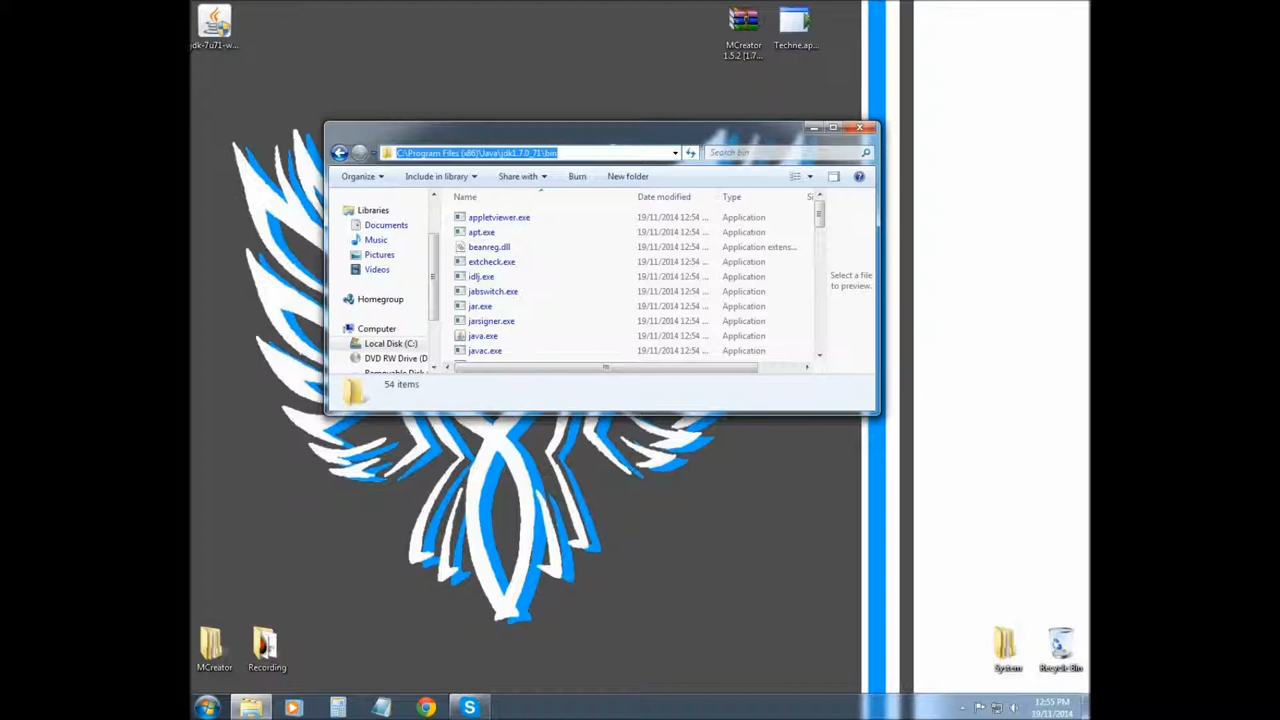 jdk-7u71-w...
MCreator
1.5.2 [1.7...
Techne.ap...
C:\Program Files (x86)\Java\jdk1.7.0_71\bin
Search bin
Organize
Include in library
Share with
Burn
New folder
Name
Date modified
Type
Si
Libraries
Documents
Music
Pictures
Videos
Homegroup
Computer
Local Disk (C:)
DVD RW Drive (D
Removable Disk
appletviewer.exe 19/11/2014 12:54 ... Application
apt.exe 19/11/2014 12:54 ... Application
beanreg.dll 19/11/2014 12:54 ... Application extens...
extcheck.exe 19/11/2014 12:54 ... Application
idlj.exe 19/11/2014 12:54 ... Application
jabswitch.exe 19/11/2014 12:54 ... Application
jar.exe 19/11/2014 12:54 ... Application
jarsigner.exe 19/11/2014 12:54 ... Application
java.exe 19/11/2014 12:54 ... Application
javac.exe 19/11/2014 12:54 ... Application
Select a file
to preview.
54 items
MCreator
Recording
System
Recycle Bin
12:55 PM
19/11/2014